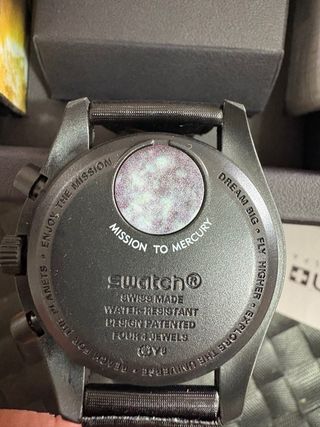 MISSION TO MERCURY
swatch®
SWISS MADE
WATER-RESISTANT
DESIGN PATENTED
FOUR (4) JEWELS
DREAM BIG • FLY HIGHER • EXPLORE THE UNIVERSE • REACH FOR THE PLANETS • ENJOY THE MISSION